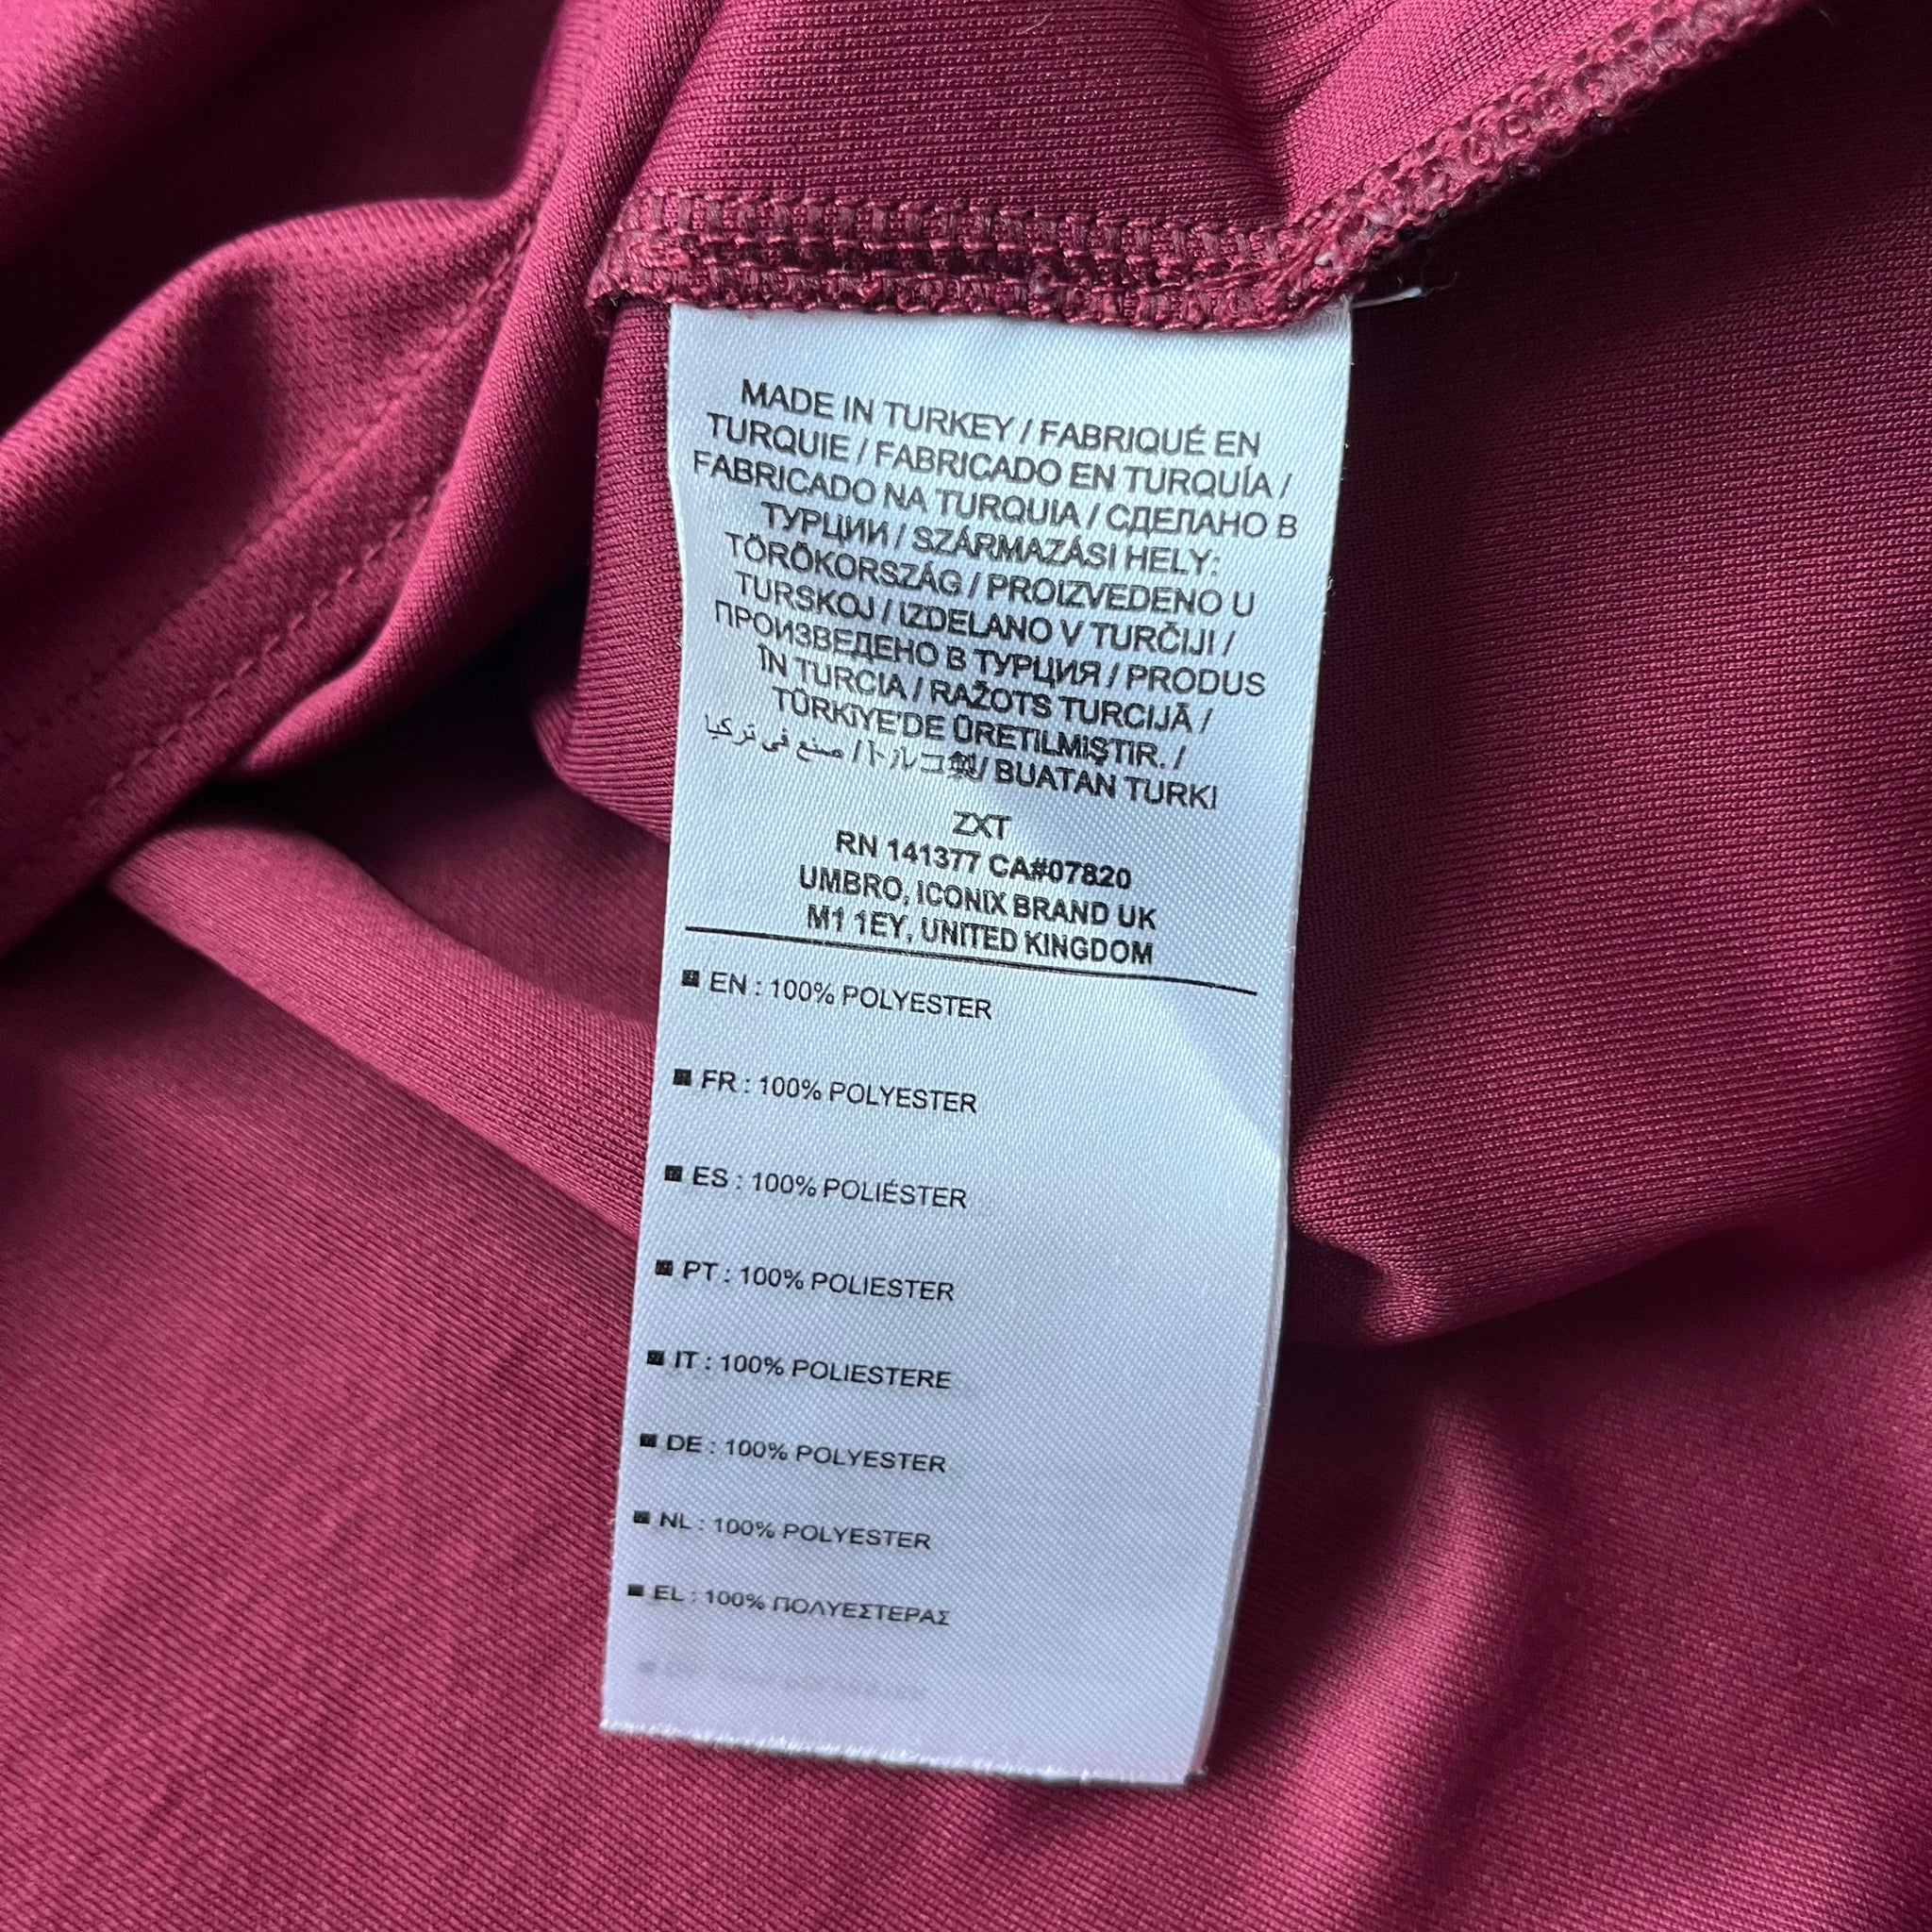 MADE IN TURKEY / FABRIQUÉ EN
TURQUIE / FABRICADO EN TURQUÍA /
FABRICADO NA TURQUIA / СДЕЛАНО В
ТУРЦИИ / SZÁRMAZÁSI HELY:
TÖRÖKORSZÁG / PROIZVEDENO U
TURSKOJ / IZDELANO V TURČIJI /
ПРОИЗВЕДЕНО В ТУРЦИЯ / PRODUS
ÎN TURCIA / RAŽOTS TURCIJĀ /
TÜRKİYE'DE ÜRETILMIŞTIR. /
صنع في تركيا / トルコ製/ BUATAN TURKI
ZXT
RN 141377 CA#07820
UMBRO, ICONIX BRAND UK
M1 1EY, UNITED KINGDOM
■ EN : 100% POLYESTER
■ FR : 100% POLYESTER
■ ES : 100% POLIÉSTER
■ PT : 100% POLIESTER
■ IT : 100% POLIESTERE
■ DE : 100% POLYESTER
■ NL : 100% POLYESTER
■ EL : 100% ΠΟΛΥΕΣΤΕΡΑΣ